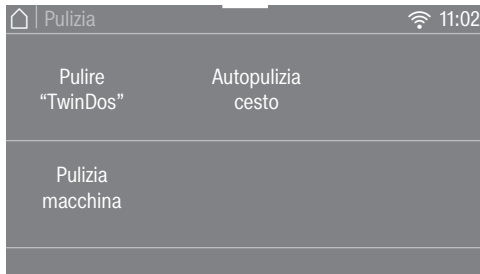 Pulizia 11:02
Pulire
“TwinDos”
Autopulizia
cesto
Pulizia
macchina